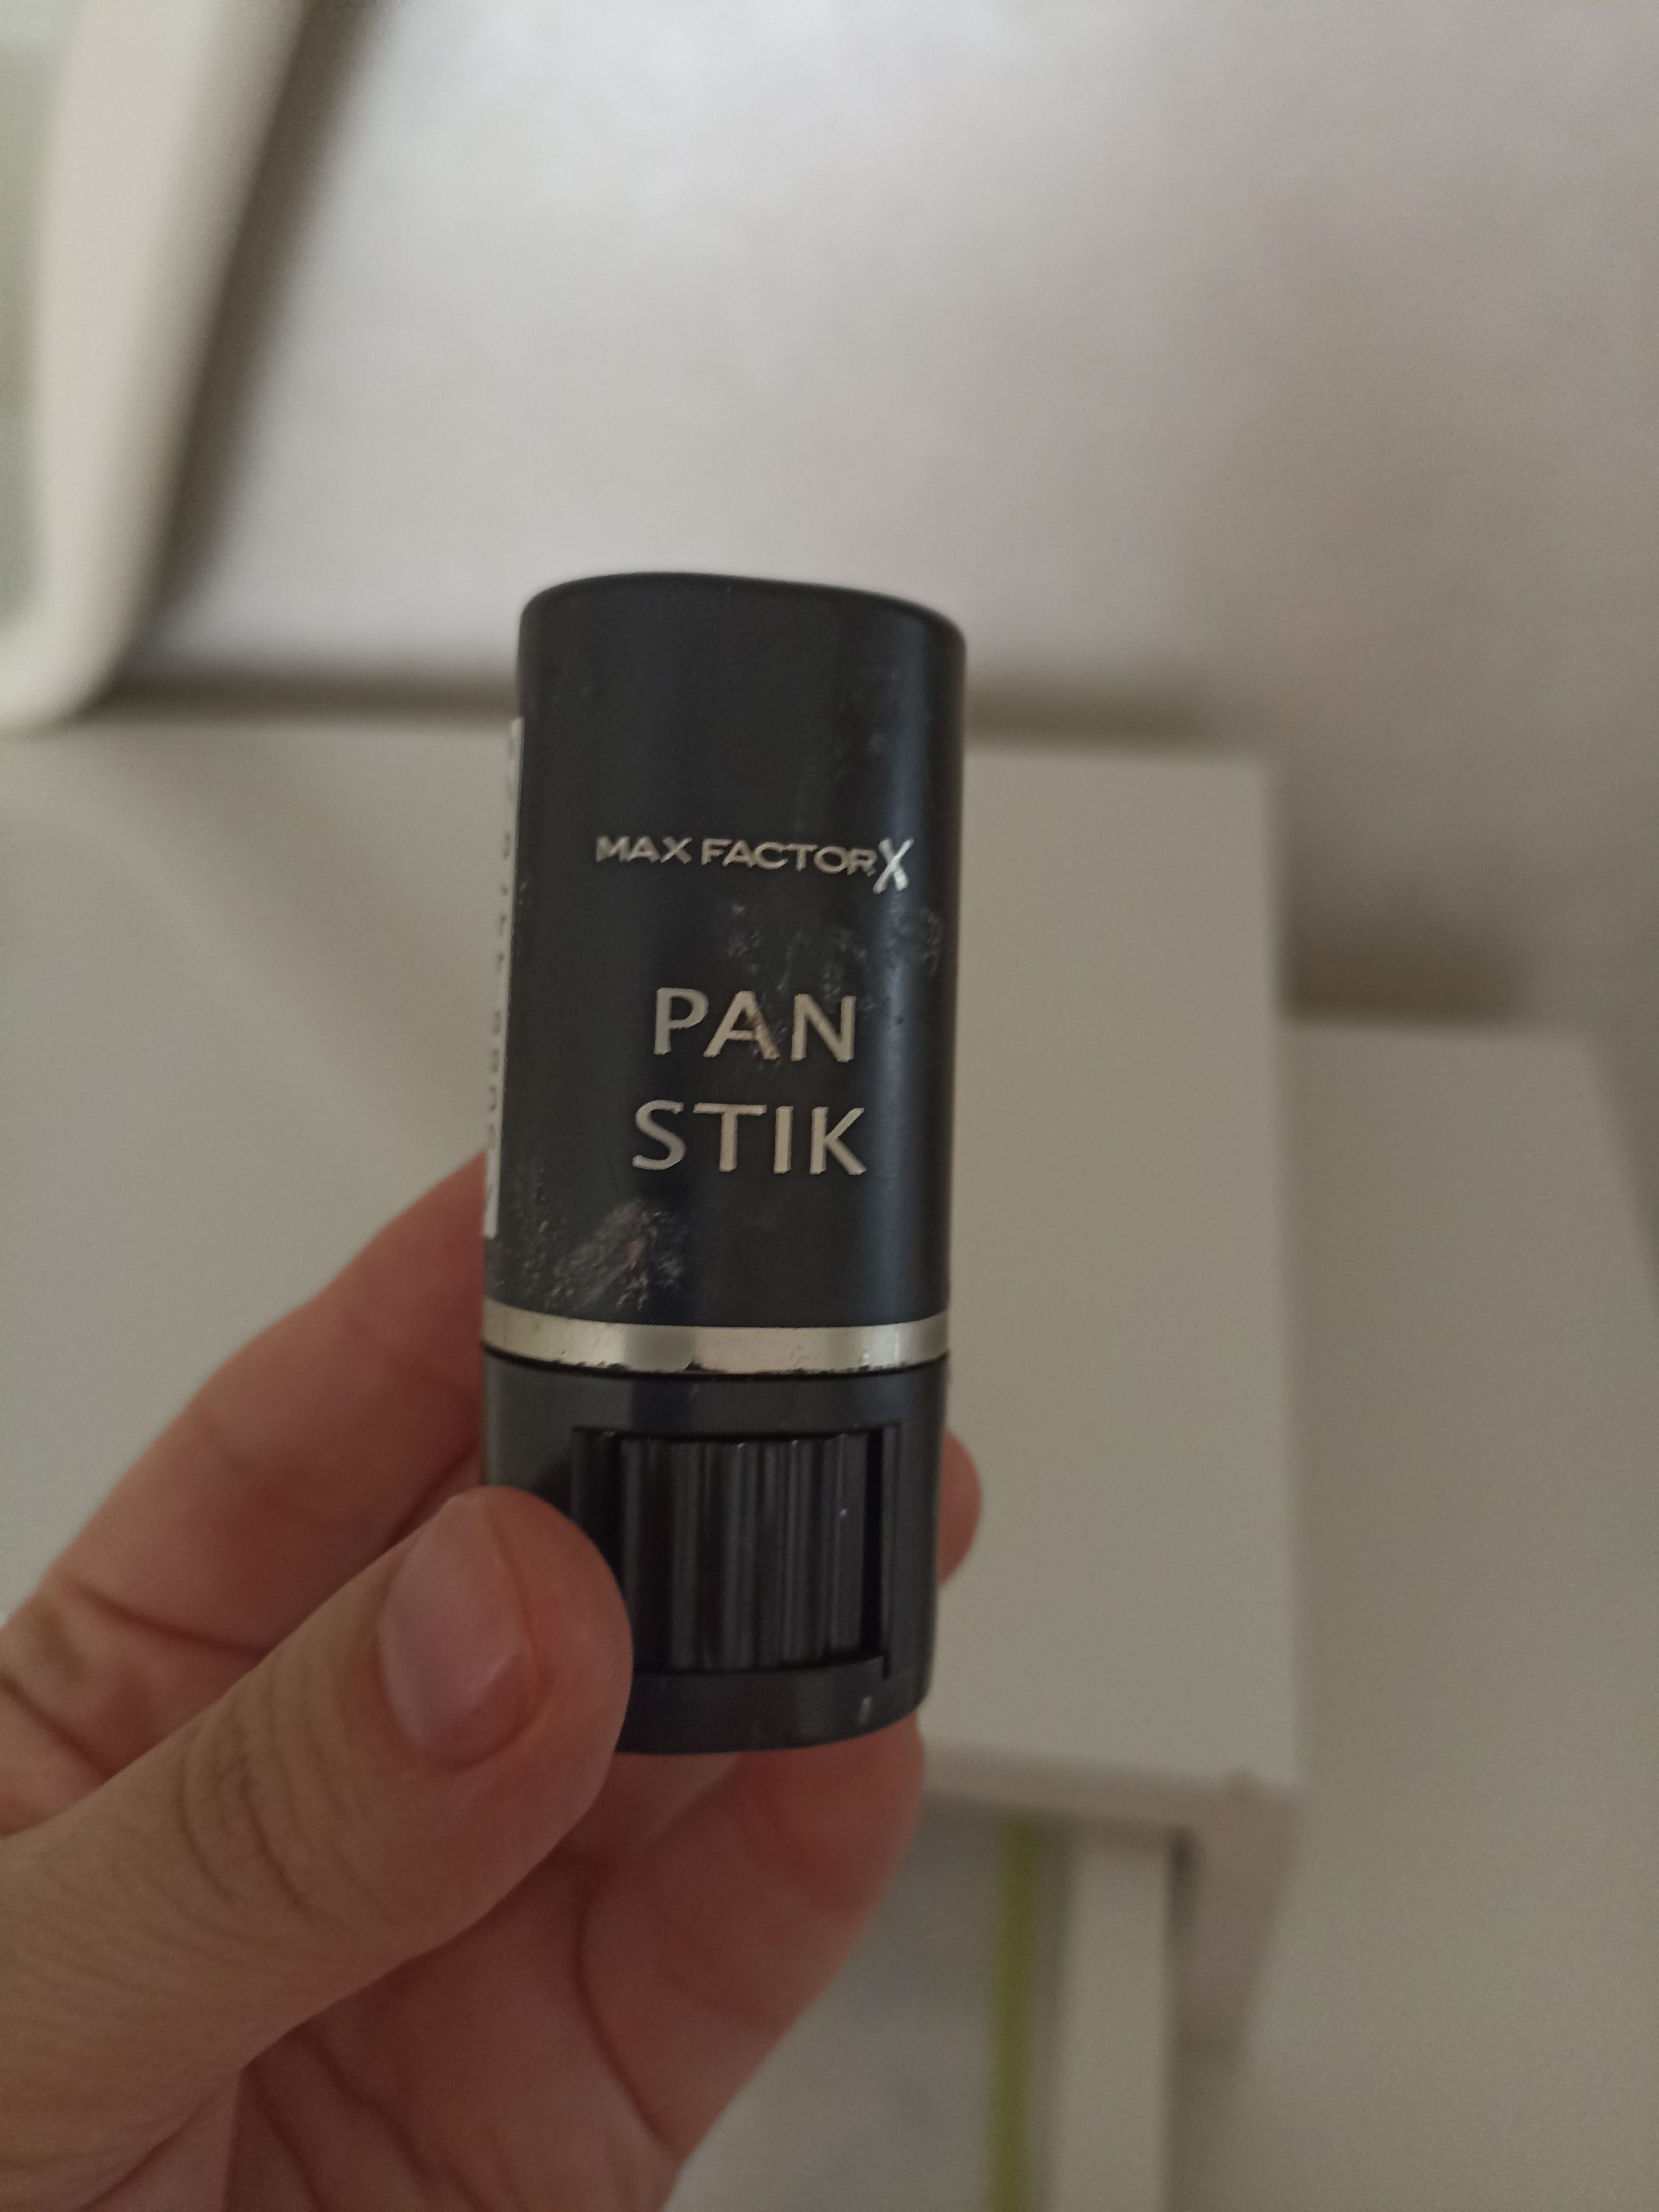 MAX FACTOR X
PAN
STIK